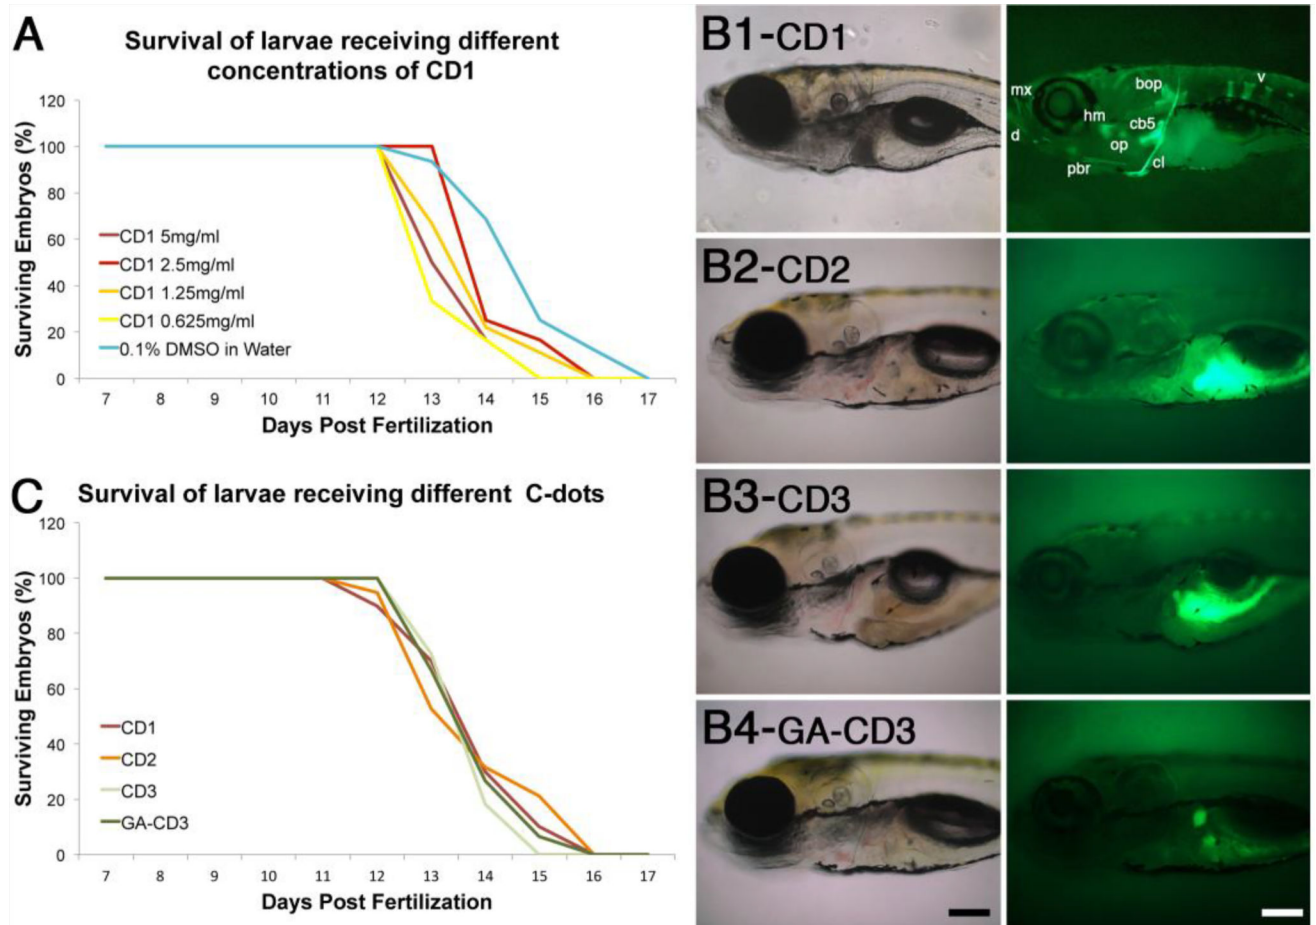 A
Survival of larvae receiving different
concentrations of CD1
Surviving Embryos (%)
120
100
80
60
40
20
0
CD1 5mg/ml
CD1 2.5mg/ml
CD1 1.25mg/ml
CD1 0.625mg/ml
0.1% DMSO in Water
7 8 9 10 11 12 13 14 15 16 17
Days Post Fertilization
C
Survival of larvae receiving different C-dots
Surviving Embryos (%)
120
100
80
60
40
20
0
CD1
CD2
CD3
GA-CD3
7 8 9 10 11 12 13 14 15 16 17
Days Post Fertilization
B1-CD1
mx
d
hm
bop
v
cb5
op
cl
pbr
B2-CD2
B3-CD3
B4-GA-CD3